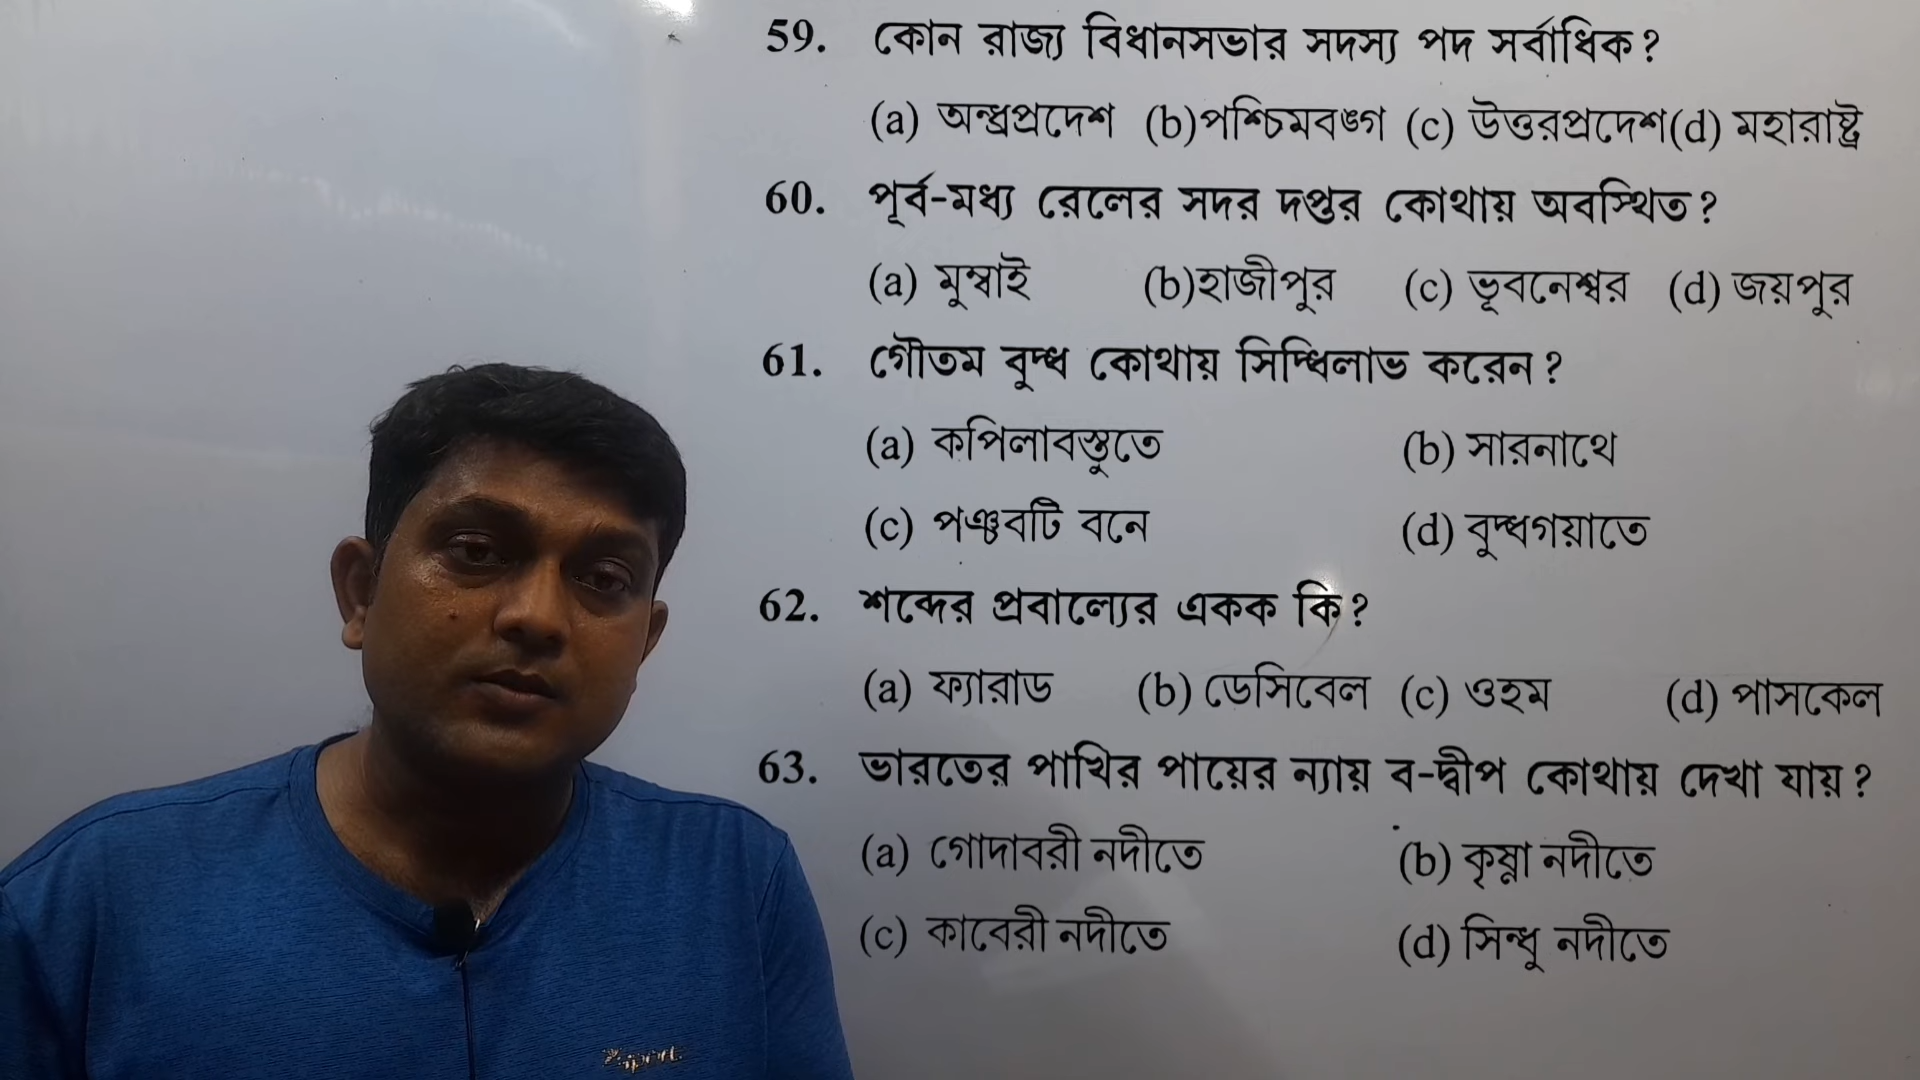 59. কোন রাজ্য বিধানসভার সদস্য পদ সর্বাধিক?
(a) অন্ধ্রপ্রদেশ (b)পশ্চিমবঙ্গ (c) উত্তরপ্রদেশ(d) মহারাষ্ট্র
60. পূর্ব-মধ্য রেলের সদর দপ্তর কোথায় অবস্থিত?
(a) মুম্বাই (b)হাজীপুর (c) ভূবনেশ্বর (d) জয়পুর
61. গৌতম বুদ্ধ কোথায় সিদ্ধিলাভ করেন?
(a) কপিলাবস্তুতে (b) সারনাথে
(c) পঞ্চবটি বনে (d) বুদ্ধগয়াতে
62. শব্দের প্রবাল্যের একক কি?
(a) ফ্যারাড (b) ডেসিবেল (c) ওহম (d) পাসকেল
63. ভারতের পাখির পায়ের ন্যায় ব-দ্বীপ কোথায় দেখা যায়?
(a) গোদাবরী নদীতে (b) কৃষ্ণা নদীতে
(c) কাবেরী নদীতে (d) সিন্ধু নদীতে